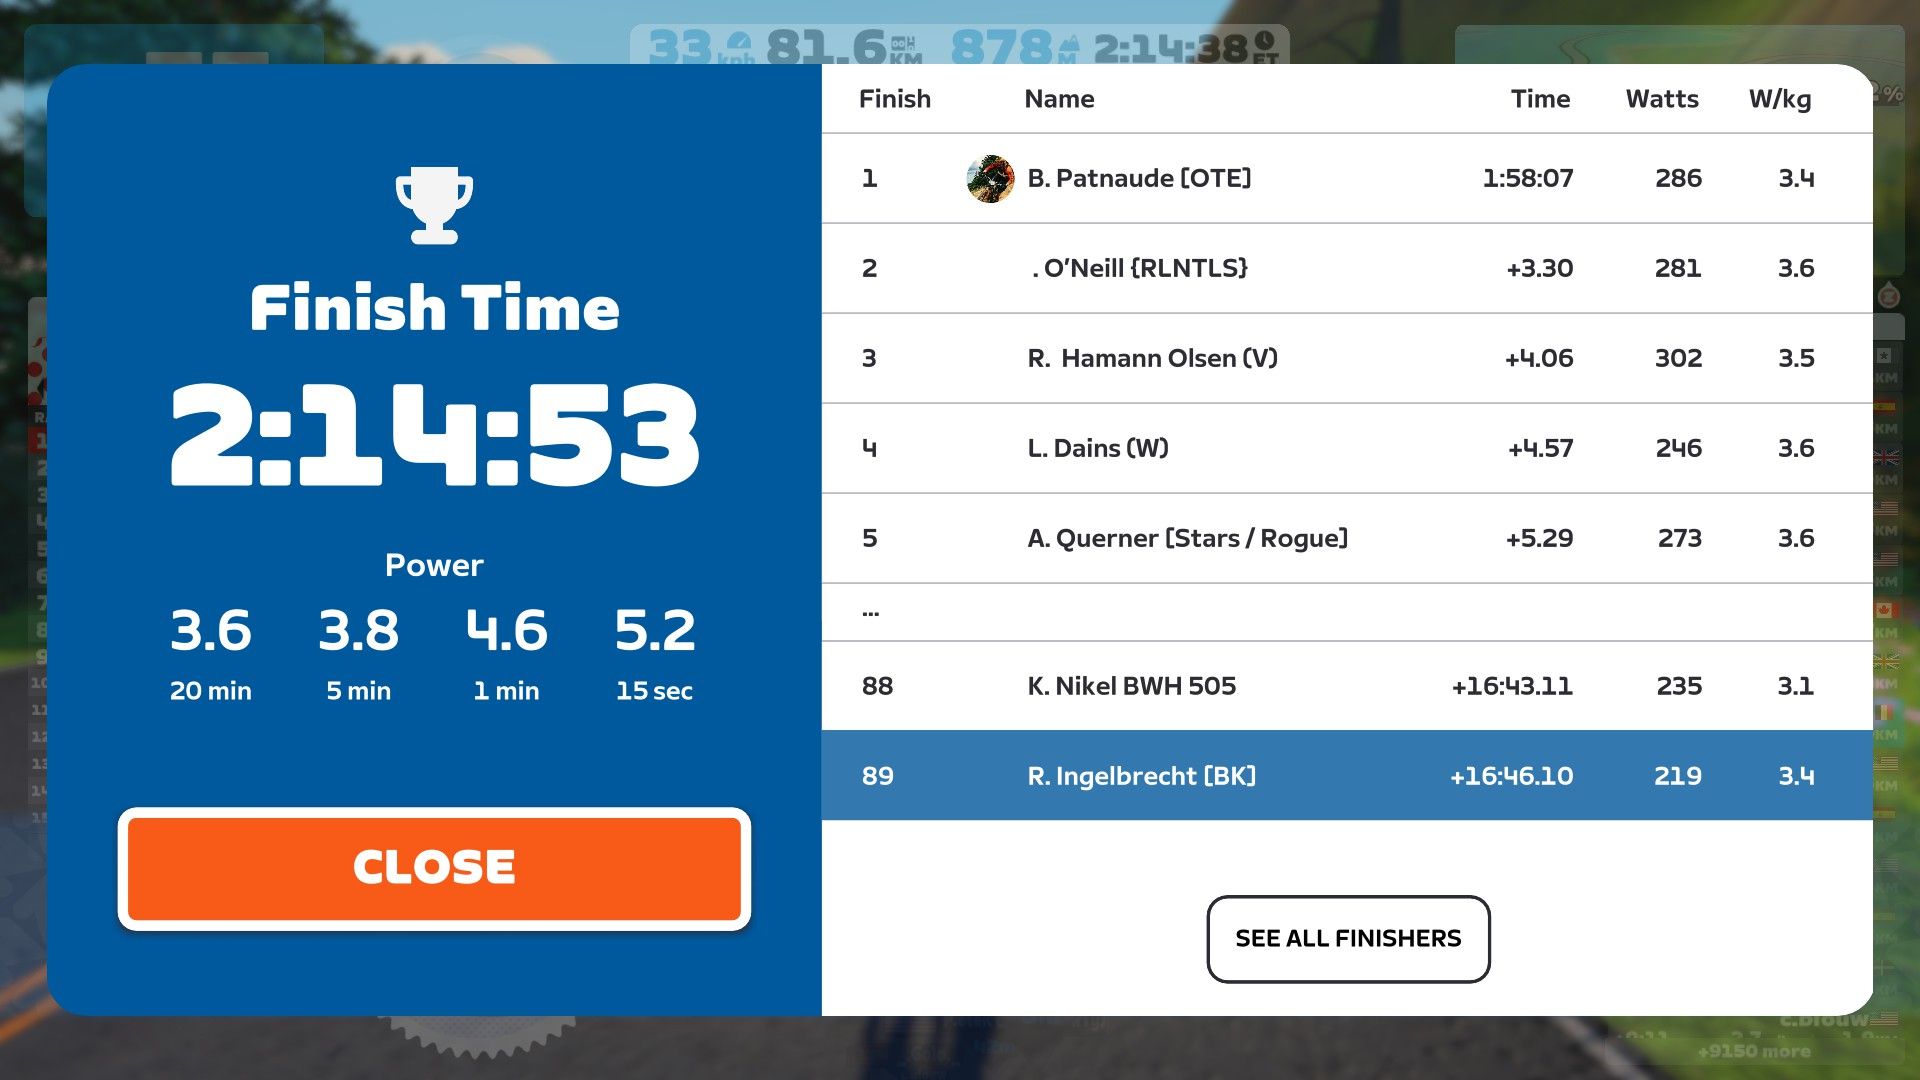 33 kph 81.6 KM 878 M 2:14:38 ET
Finish Time
2:14:53
Power
3.6 3.8 4.6 5.2
20 min 5 min 1 min 15 sec
CLOSE
Finish Name Time Watts W/kg
1 B. Patnaude [OTE] 1:58:07 286 3.4
2 . O'Neill {RLNTLS} +3.30 281 3.6
3 R. Hamann Olsen (V) +4.06 302 3.5
4 L. Dains (W) +4.57 246 3.6
5 A. Querner [Stars / Rogue] +5.29 273 3.6
...
88 K. Nikel BWH 505 +16:43.11 235 3.1
89 R. Ingelbrecht [BK] +16:46.10 219 3.4
SEE ALL FINISHERS
c.Blouw
+9150 more